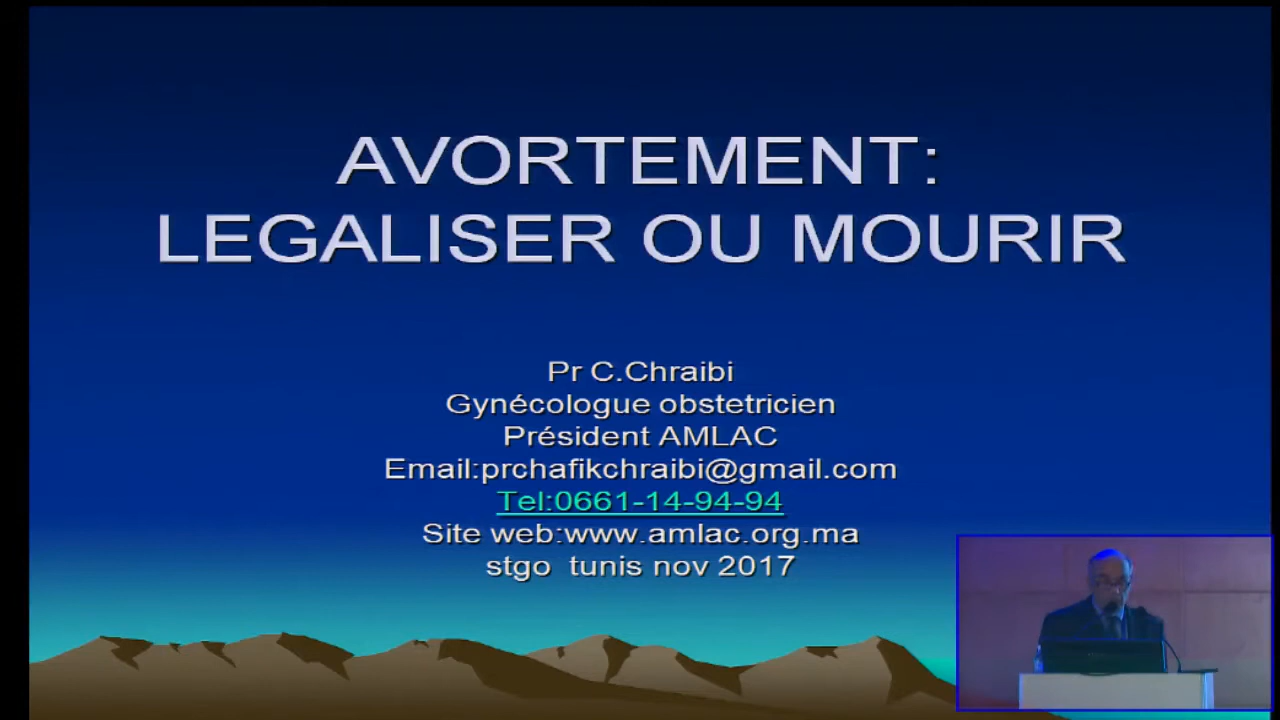 AVORTEMENT:
LEGALISER OU MOURIR
Pr C.Chraibi
Gynécologue obstetricien
Président AMLAC
Email:prchafikchraibi@gmail.com
Tel:0661-14-94-94
Site web:www.amlac.org.ma
stgo tunis nov 2017